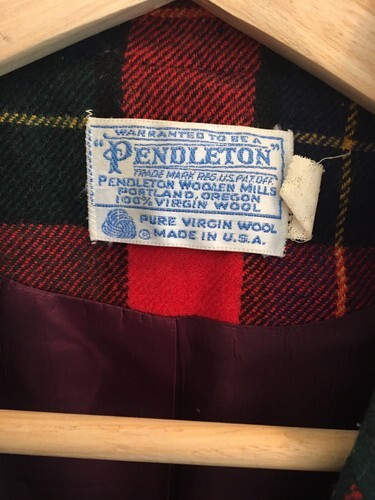 WARRANTED TO BE A
"PENDLETON"
TRADE MARK REG. U.S. PAT. OFF.
PENDLETON WOOLEN MILLS
PORTLAND, OREGON
100% VIRGIN WOOL
PURE VIRGIN WOOL
© MADE IN U.S.A.